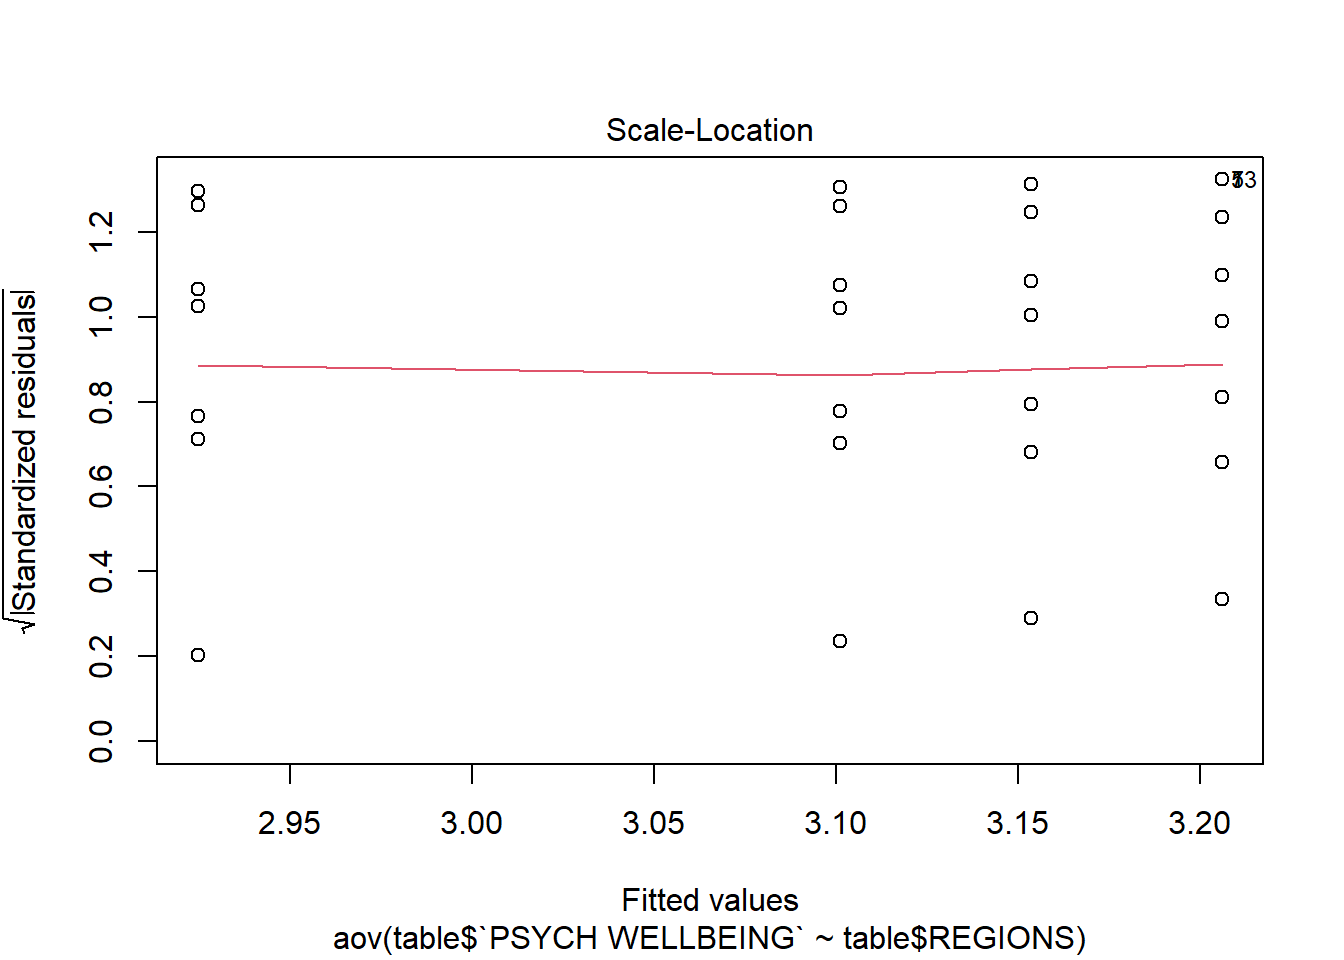 Scale-Location
√|Standardized residuals|
1.2
1.0
0.8
0.6
0.4
0.2
0.0
2.95 3.00 3.05 3.10 3.15 3.20
Fitted values
aov(table$`PSYCH WELLBEING` ~ table$REGIONS)